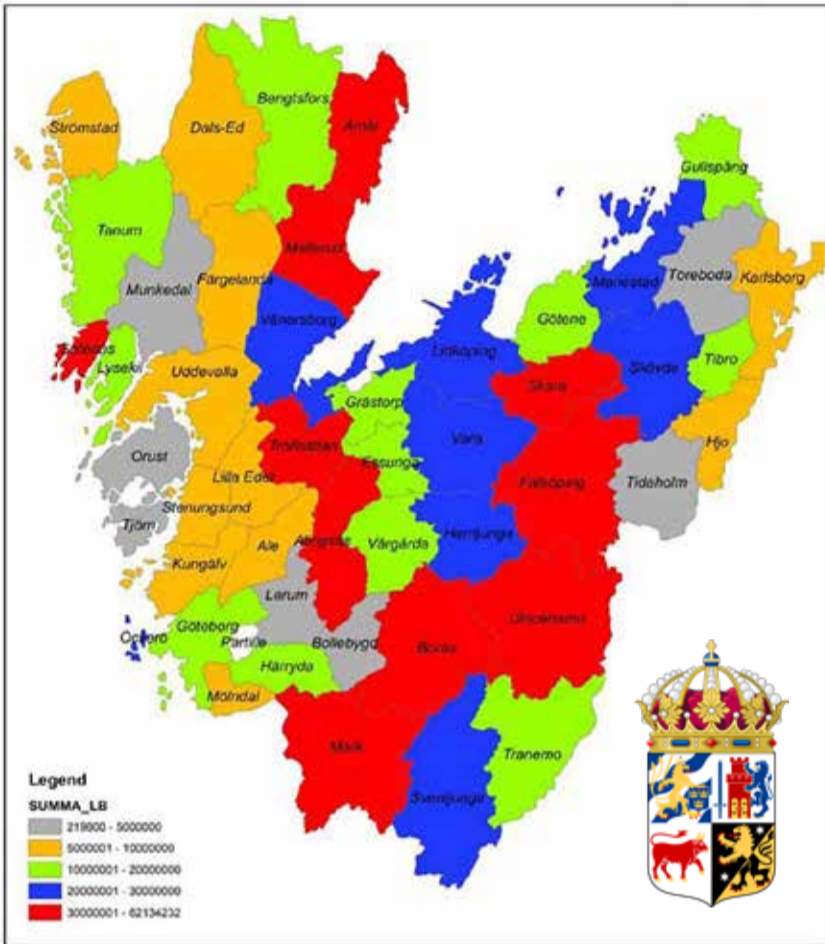 Strömstad
Dals-Ed
Bengtsfors
Åmål
Gullspång
Tanum
Munkedal
Färgelanda
Mellerud
Vänersborg
Mariestad
Töreboda
Karlsborg
Götene
Lidköping
Skövde
Tibro
Sotenäs
Lysekil
Uddevalla
Grästorp
Skara
Hjo
Orust
Trollhättan
Vara
Essunga
Falköping
Tidaholm
Lilla Edet
Stenungsund
Tjörn
Ale
Alingsås
Vårgårda
Herrljunga
Kungälv
Lerum
Öckerö
Göteborg
Partille
Bollebygd
Borås
Ulricehamn
Härryda
Mölndal
Mark
Tranemo
Svenljunga
Legend
SUMMA_LB
219900 - 5000000
5000001 - 10000000
10000001 - 20000000
20000001 - 30000000
30000001 - 62134232